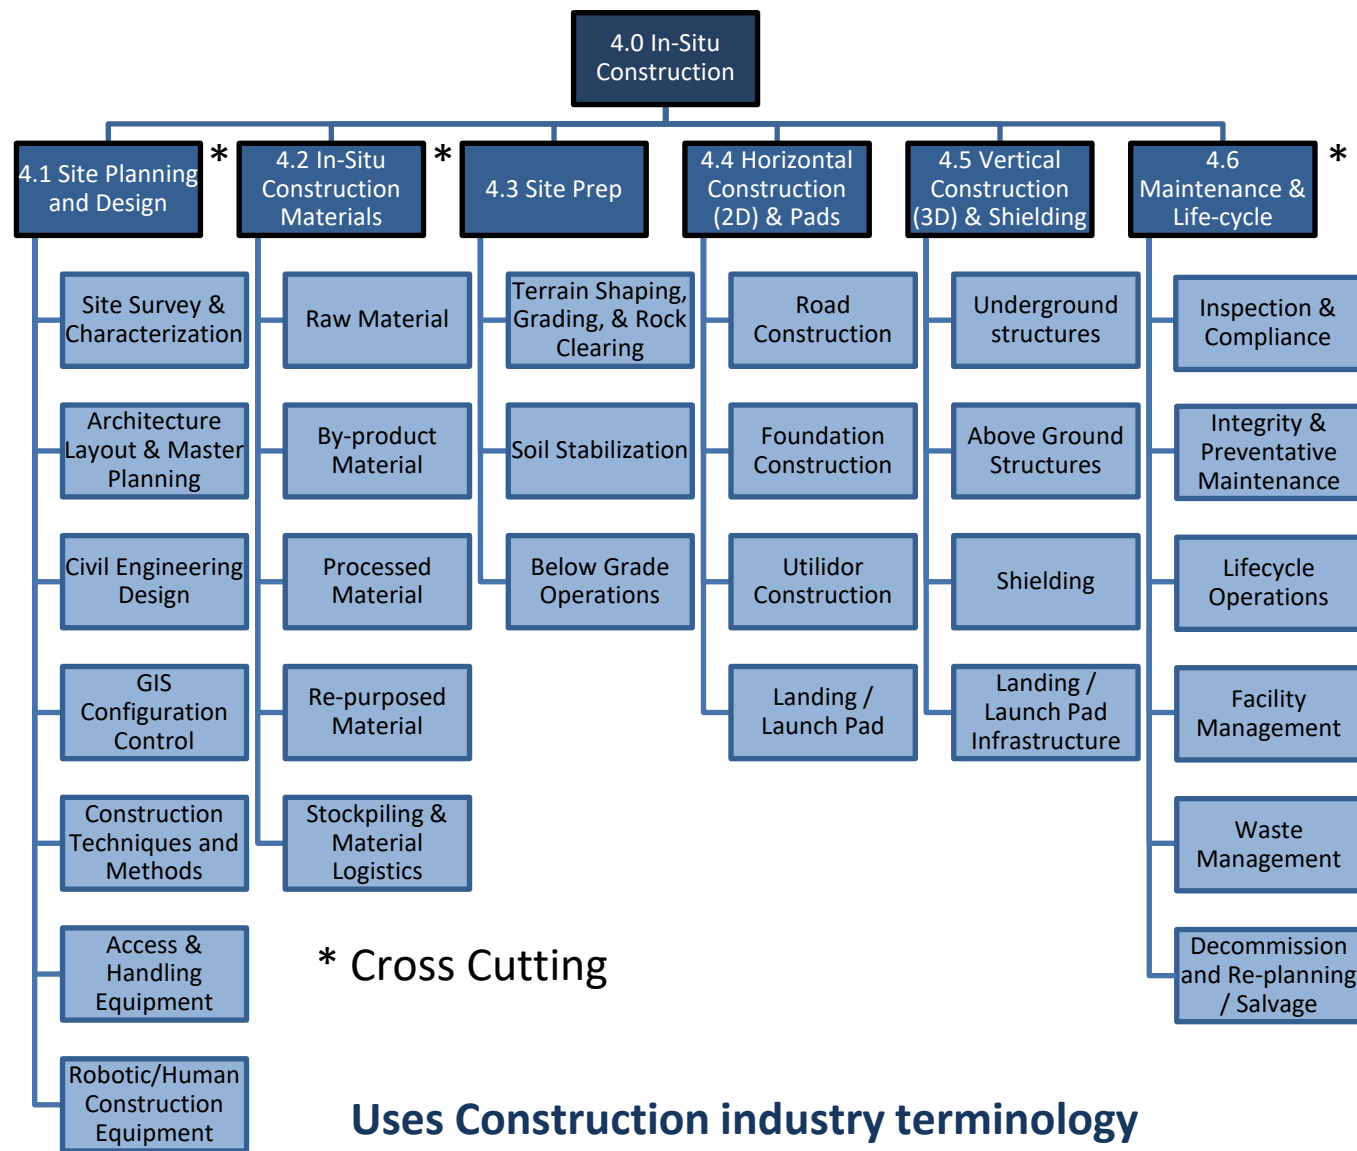 4.0 In-Situ
Construction
4.1 Site Planning
and Design
*
4.2 In-Situ
Construction
Materials
*
4.3 Site Prep
4.4 Horizontal
Construction
(2D) & Pads
4.5 Vertical
Construction
(3D) & Shielding
4.6
Maintenance &
Life-cycle
*
Site Survey &
Characterization
Architecture
Layout & Master
Planning
Civil Engineering
Design
GIS
Configuration
Control
Construction
Techniques and
Methods
Access &
Handling
Equipment
Robotic/Human
Construction
Equipment
Raw Material
By-product
Material
Processed
Material
Re-purposed
Material
Stockpiling &
Material
Logistics
Terrain Shaping,
Grading, & Rock
Clearing
Soil Stabilization
Below Grade
Operations
Road
Construction
Foundation
Construction
Utilidor
Construction
Landing /
Launch Pad
Underground
structures
Above Ground
Structures
Shielding
Landing /
Launch Pad
Infrastructure
Inspection &
Compliance
Integrity &
Preventative
Maintenance
Lifecycle
Operations
Facility
Management
Waste
Management
Decommission
and Re-planning
/ Salvage
* Cross Cutting
Uses Construction industry terminology